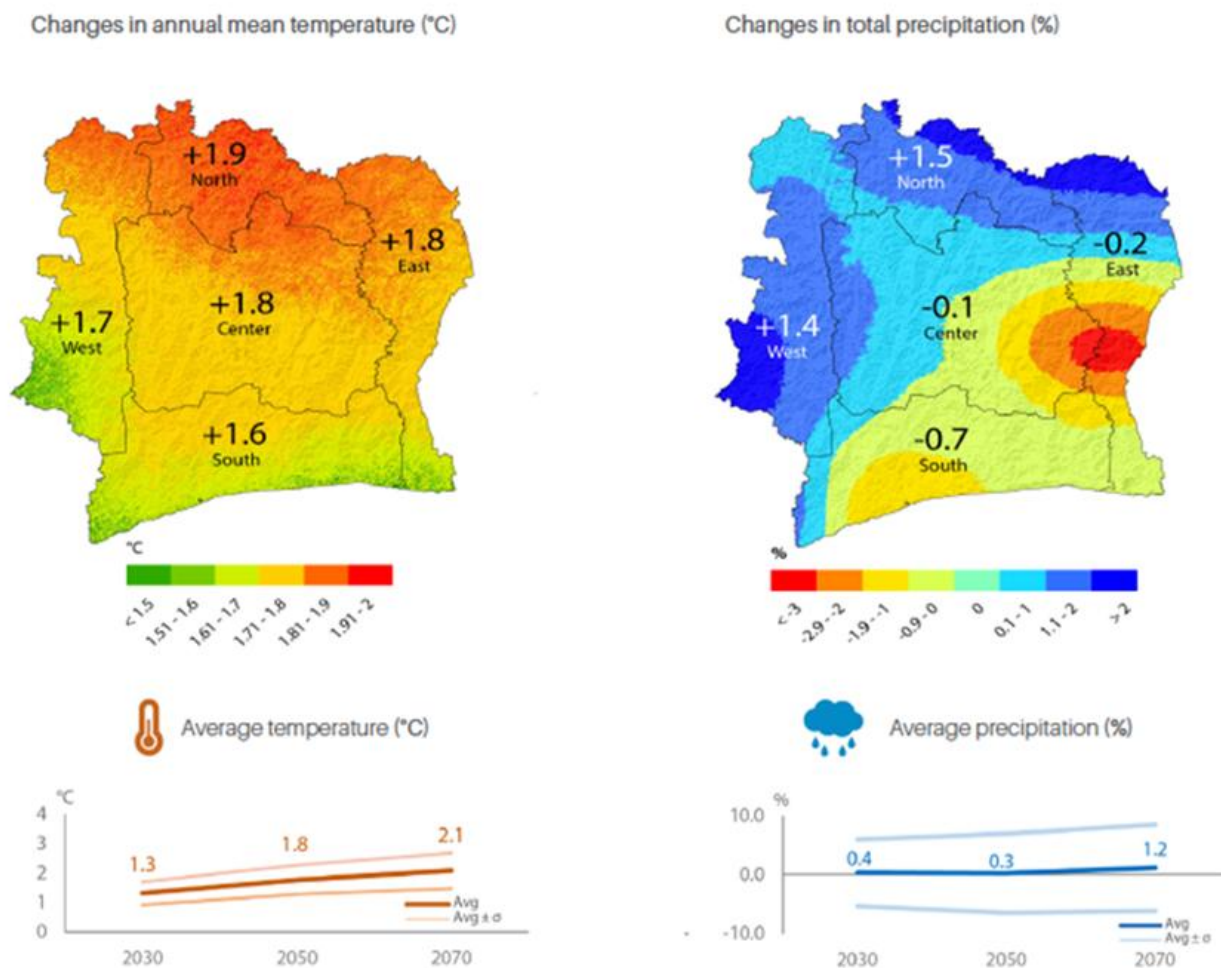 Changes in annual mean temperature (°C)
Changes in total precipitation (%)
+1.9
North
+1.8
East
+1.8
Center
+1.7
West
+1.6
South
°C
< 1.5
1.51 - 1.6
1.61 - 1.7
1.71 - 1.8
1.81 - 1.9
1.91 - 2
+1.5
North
-0.2
East
-0.1
Center
+1.4
West
-0.7
South
%
< -3
-2.9 - -2
-1.9 - -1
-0.9 - 0
0
0.1 - 1
1.1 - 2
> 2
Average temperature (°C)
Average precipitation (%)
°C
4
3
2
1
0
1.3
1.8
2.1
Avg
Avg ± σ
2030
2050
2070
%
10.0
0.0
-10.0
0.4
0.3
1.2
Avg
Avg ± σ
2030
2050
2070